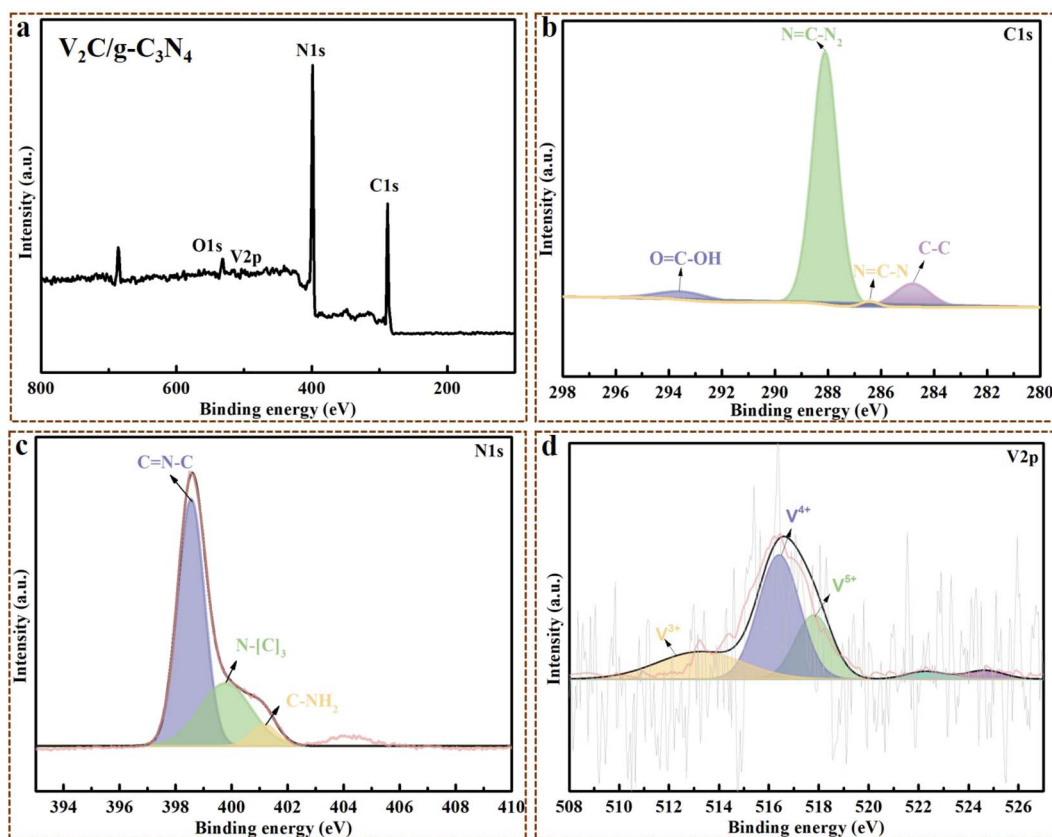 a
V₂C/g-C₃N₄
N1s
C1s
O1s
V2p
Intensity (a.u.)
800 600 400 200
Binding energy (eV)
b
C1s
N=C-N₂
O=C-OH
N=C-N
C-C
Intensity (a.u.)
298 296 294 292 290 288 286 284 282 280
Binding energy (eV)
c
N1s
C=N-C
N-[C]₃
C-NH₂
Intensity (a.u.)
394 396 398 400 402 404 406 408 410
Binding energy (eV)
d
V2p
V⁴⁺
V⁵⁺
V³⁺
Intensity (a.u.)
508 510 512 514 516 518 520 522 524 526
Binding energy (eV)